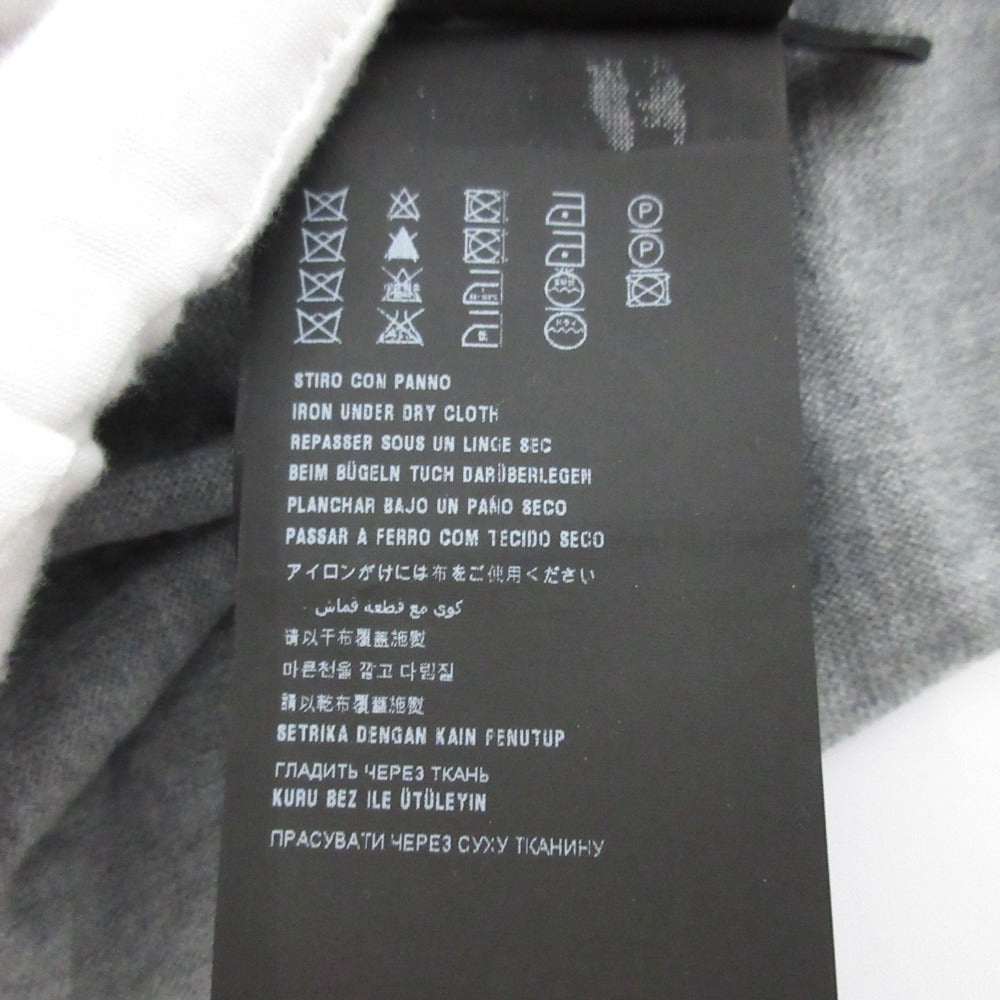 P
P
STIRO CON PANNO
IRON UNDER DRY CLOTH
REPASSER SOUS UN LINGE SEC
BEIM BÜGELN TUCH DARÜBERLEGEN
PLANCHAR BAJO UN PAÑO SECO
PASSAR A FERRO COM TECIDO SECO
アイロンがけには布をご使用ください
كوى مع قطعه قماش
请以干布覆蓋施熨
마른천을 깔고 다림질
請以乾布覆蓋施熨
SETRIKA DENGAN KAIN PENUTUP
ГЛАДИТЬ ЧЕРЕЗ ТКАНЬ
KURU BEZ ILE ÜTÜLEYIN
ПРАСУВАТИ ЧЕРЕЗ СУХУ ТКАНИНУ